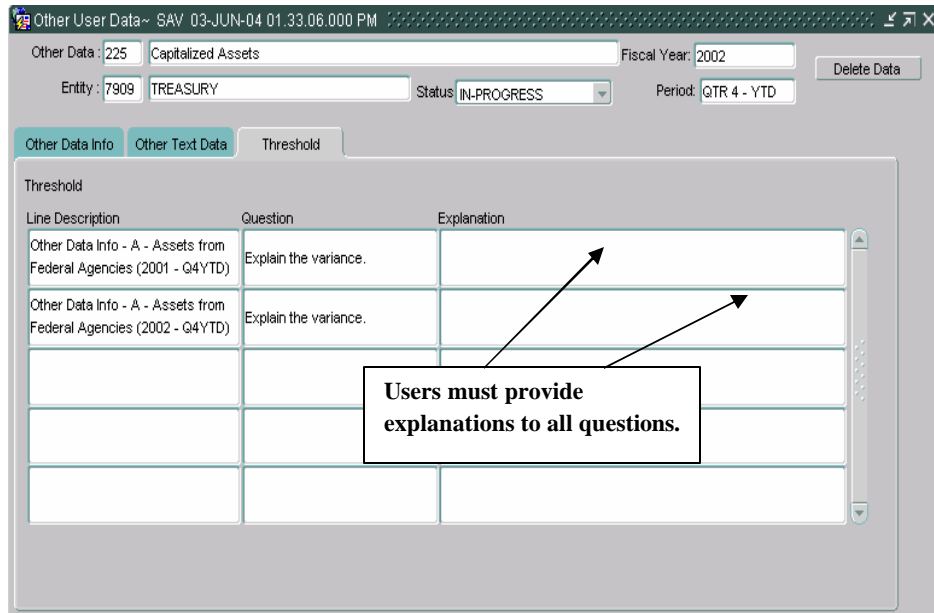 Other User Data~ SAV 03-JUN-04 01.33.06.000 PM
Other Data : 225 Capitalized Assets Fiscal Year: 2002
Delete Data
Entity : 7909 TREASURY Status IN-PROGRESS Period: QTR 4 - YTD
Other Data Info Other Text Data Threshold
Threshold
Line Description Question Explanation
Other Data Info - A - Assets from
Federal Agencies (2001 - Q4YTD)
Explain the variance.
Other Data Info - A - Assets from
Federal Agencies (2002 - Q4YTD)
Explain the variance.
Users must provide
explanations to all questions.